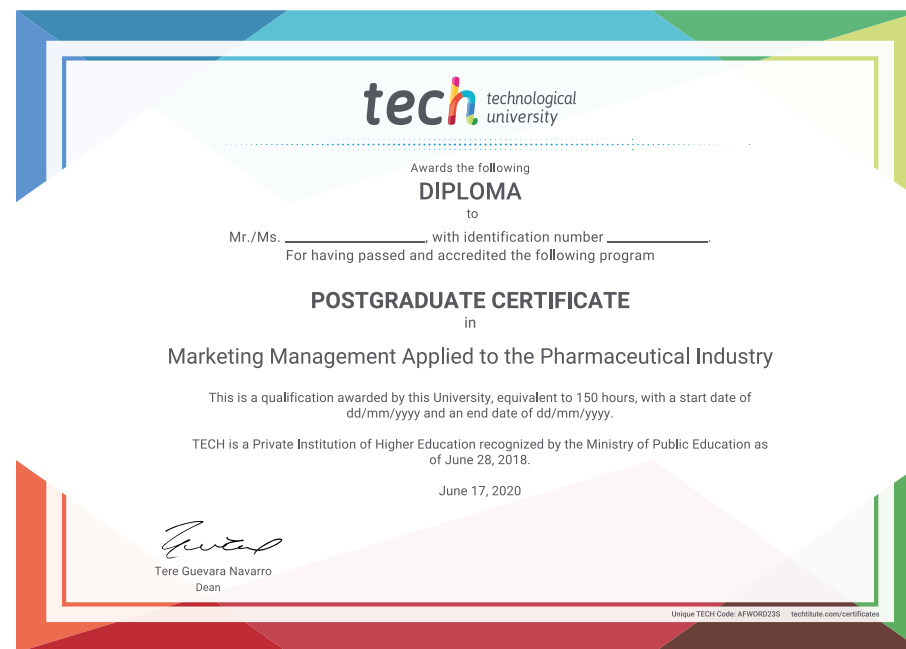 tech technological
university
Awards the following
DIPLOMA
to
Mr./Ms. ____________________, with identification number ______________.
For having passed and accredited the following program
POSTGRADUATE CERTIFICATE
in
Marketing Management Applied to the Pharmaceutical Industry
This is a qualification awarded by this University, equivalent to 150 hours, with a start date of
dd/mm/yyyy and an end date of dd/mm/yyyy.
TECH is a Private Institution of Higher Education recognized by the Ministry of Public Education as
of June 28, 2018.
June 17, 2020
Tere Guevara Navarro
Dean
Unique TECH Code: AFWORD23S techtitute.com/certificates